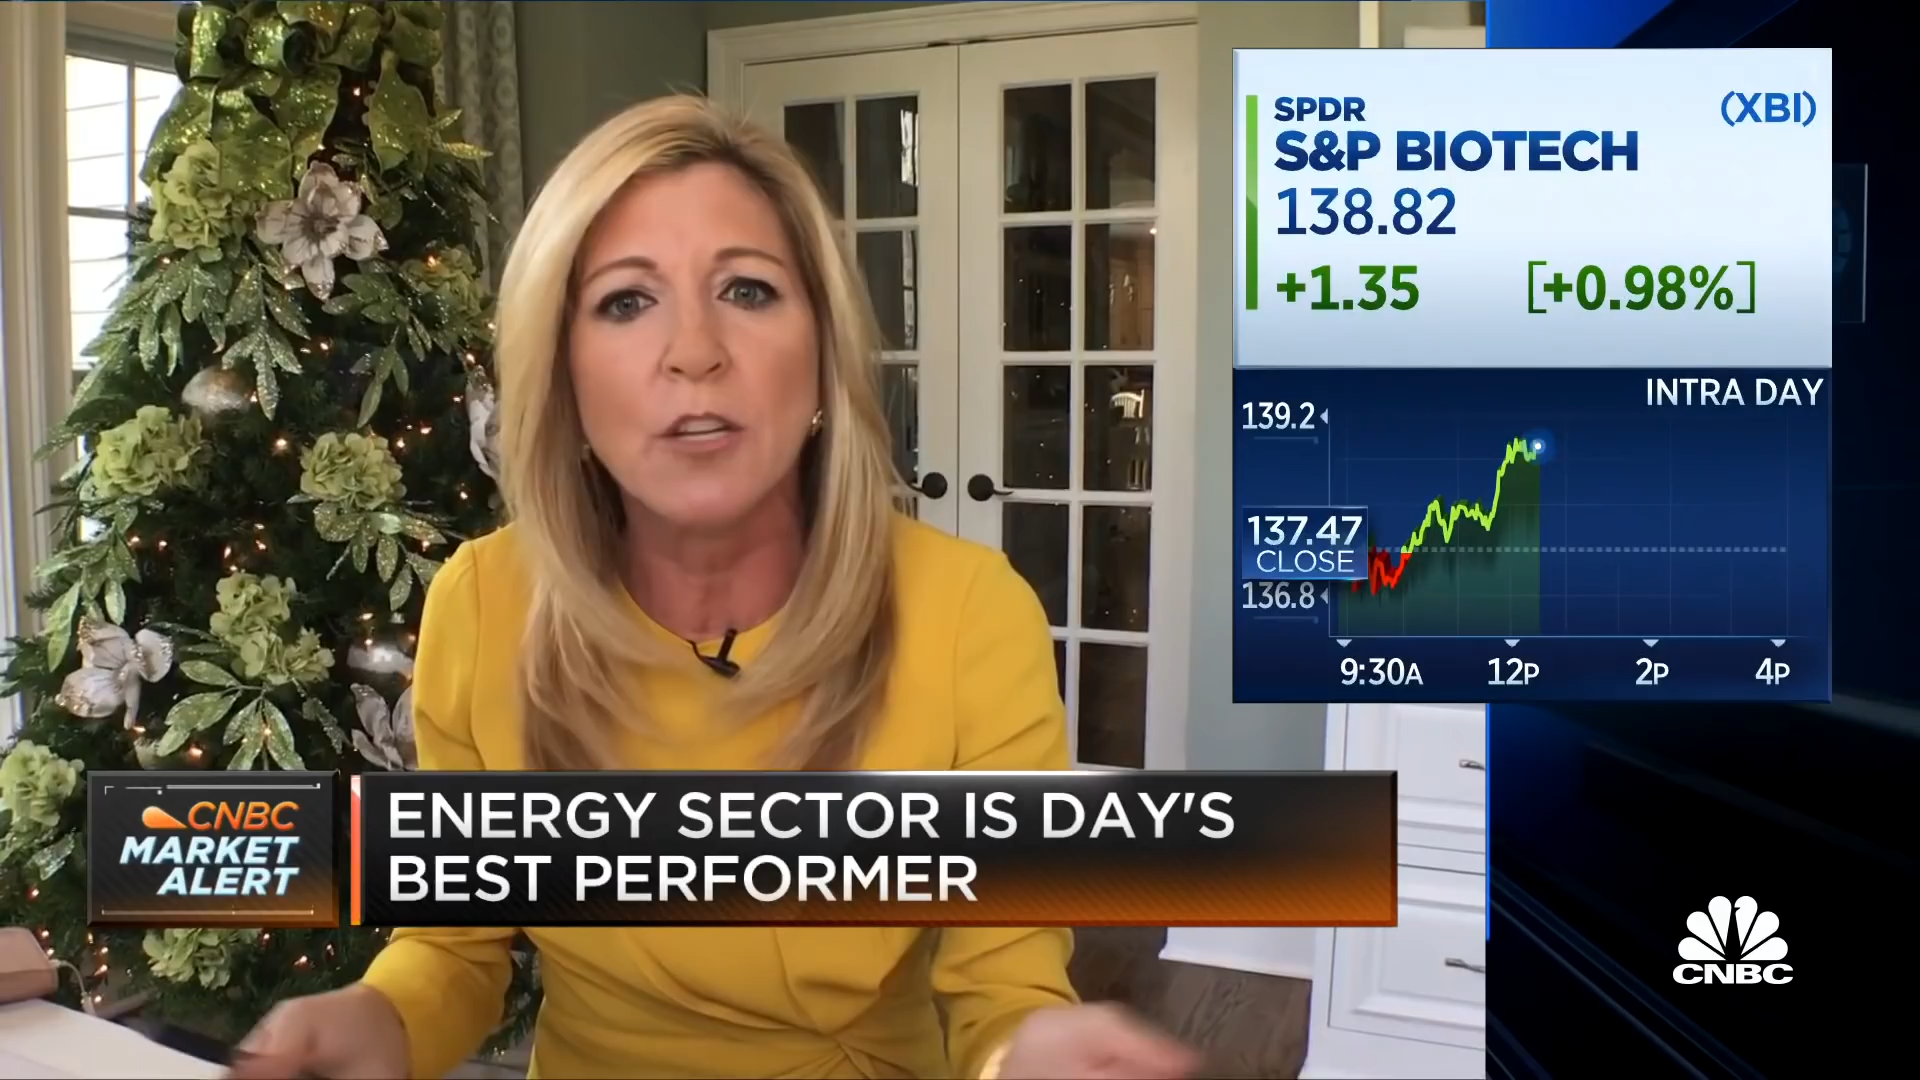 SPDR
(XBI)
S&P BIOTECH
138.82
+1.35 [+0.98%]
INTRA DAY
139.2
137.47
CLOSE
136.8
9:30A 12P 2P 4P
CNBC
MARKET
ALERT
ENERGY SECTOR IS DAY'S
BEST PERFORMER
CNBC